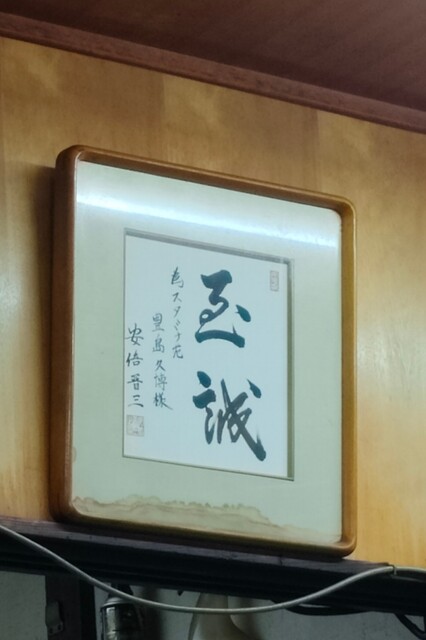 至誠
為スタミナ苑
豊島久博様
安倍晋三